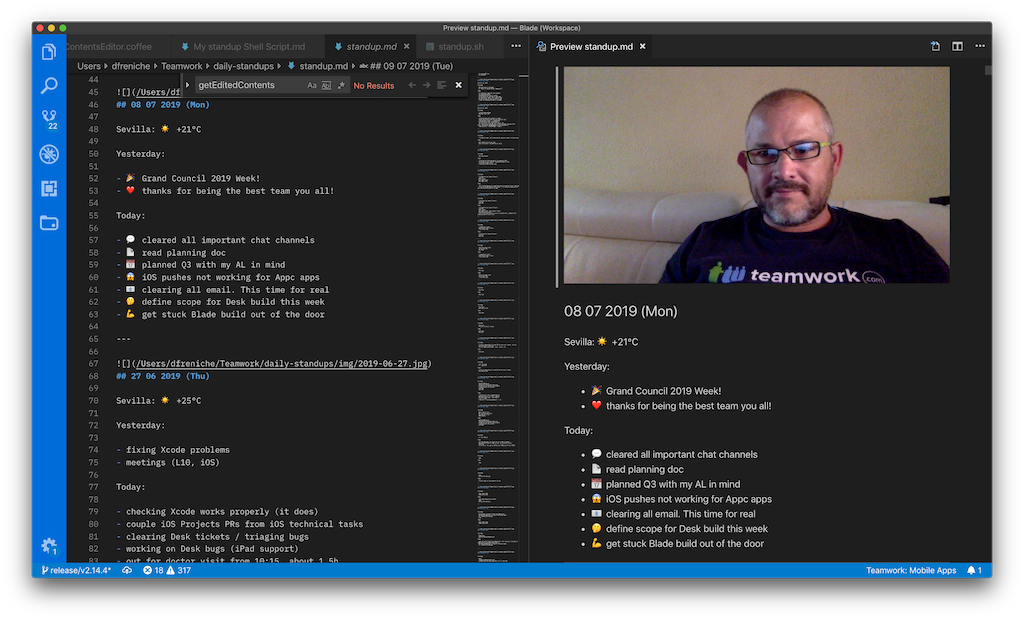 Preview standup.md — Blade (Workspace)
ContentsEditor.coffee
My standup Shell Script.md
standup.md
standup.sh
Preview standup.md
Users › dfreniche › Teamwork › daily-standups › standup.md › abc ## 09 07 2019 (Tue)
getEditedContents
Aa
Abl
.*
No Results
44
45 ![](/Users/df
46 ## 08 07 2019 (Mon)
47
48 Sevilla: ☀️ +21°C
49
50 Yesterday:
51
52 - 🎉 Grand Council 2019 Week!
53 - ❤️ thanks for being the best team you all!
54
55 Today:
56
57 - 💬 cleared all important chat channels
58 - 📄 read planning doc
59 - 📅 planned Q3 with my AL in mind
60 - 😱 iOS pushes not working for Appc apps
61 - 📧 clearing all email. This time for real
62 - 🤔 define scope for Desk build this week
63 - 💪 get stuck Blade build out of the door
64
65 ---
66
67 ![](/Users/dfreniche/Teamwork/daily-standups/img/2019-06-27.jpg)
68 ## 27 06 2019 (Thu)
69
70 Sevilla: ☀️ +25°C
71
72 Yesterday:
73
74 - fixing Xcode problems
75 - meetings (L10, iOS)
76
77 Today:
78
79 - checking Xcode works properly (it does)
80 - couple iOS Projects PRs from iOS technical tasks
81 - clearing Desk tickets / triaging bugs
82 - working on Desk bugs (iPad support)
83 - out for doctor visit from 10:15, about 1.5h
teamwork.com
08 07 2019 (Mon)
Sevilla: ☀️ +21°C
Yesterday:
• 🎉 Grand Council 2019 Week!
• ❤️ thanks for being the best team you all!
Today:
• 💬 cleared all important chat channels
• 📄 read planning doc
• 📅 planned Q3 with my AL in mind
• 😱 iOS pushes not working for Appc apps
• 📧 clearing all email. This time for real
• 🤔 define scope for Desk build this week
• 💪 get stuck Blade build out of the door
22
1
release/v2.14.4*
18
317
Teamwork: Mobile Apps
1